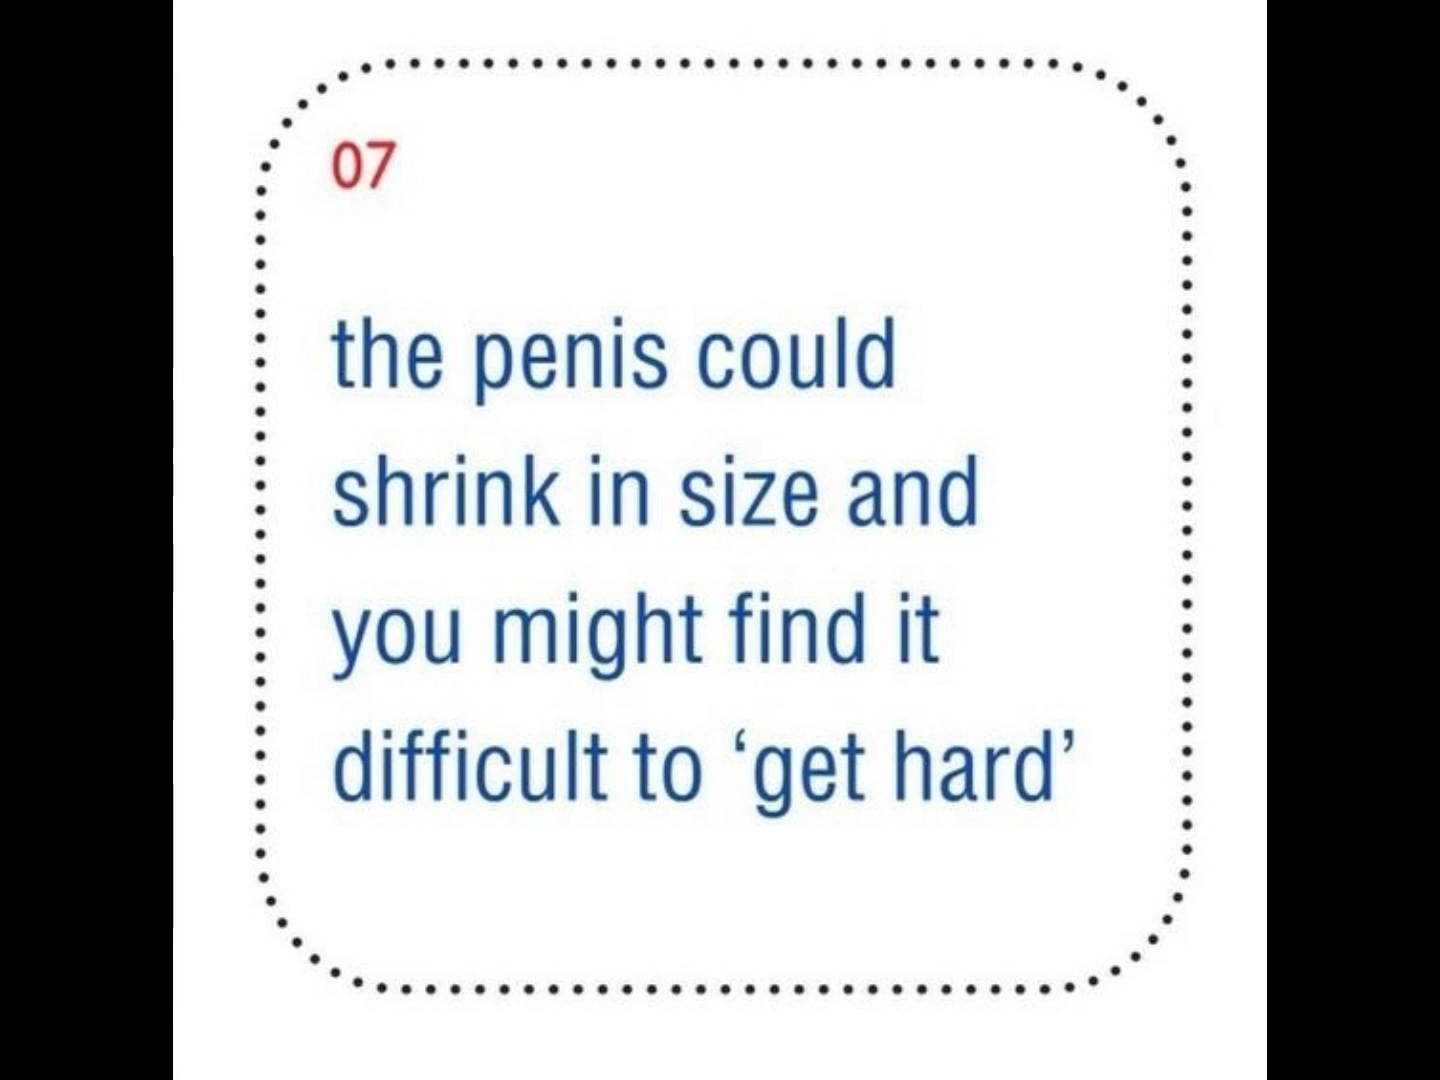 07
the penis could
shrink in size and
you might find it
difficult to ‘get hard’